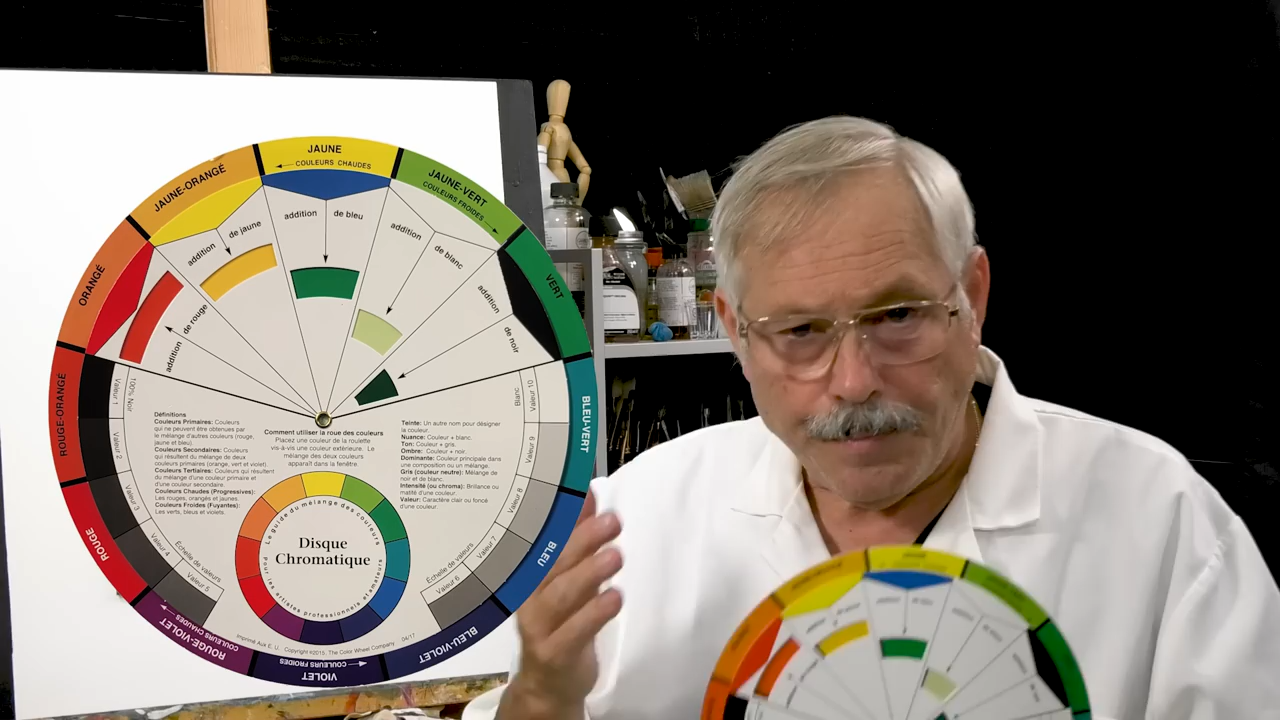 JAUNE
COULEURS CHAUDES
JAUNE-VERT
COULEURS FROIDES
VERT
BLEU-VERT
BLEU
BLEU-VIOLET
VIOLET
COULEURS FROIDES
ROUGE-VIOLET
COULEURS CHAUDES
ROUGE
ROUGE-ORANGÉ
ORANGÉ
JAUNE-ORANGÉ
addition de rouge
addition de jaune
addition de bleu
addition de blanc
addition de noir
100% Noir
Valeur 1
Valeur 2
Valeur 3
Valeur 4
Valeur 5
Échelle de valeurs
Blanc
Valeur 10
Valeur 9
Valeur 8
Valeur 7
Valeur 6
Échelle de valeurs
Définitions
Couleurs Primaires: Couleurs
qui ne peuvent être obtenues par
le mélange d'autres couleurs (rouge,
jaune et bleu).
Couleurs Secondaires: Couleurs
qui résultent du mélange de deux
couleurs primaires (orange, vert et violet).
Couleurs Tertiaires: Couleurs qui résultent
du mélange d'une couleur primaire et
d'une couleur secondaire.
Couleurs Chaudes (Progressives):
Les rouges, orangés et jaunes.
Couleurs Froides (Fuyantes):
Les verts, bleus et violets.
Comment utiliser la roue des couleurs
Placez une couleur de la roulette
vis-à-vis une couleur extérieure. Le
mélange des deux couleurs
apparaît dans la fenêtre.
Teinte: Un autre nom pour désigner
la couleur.
Nuance: Couleur + blanc.
Ton: Couleur + gris.
Ombre: Couleur + noir.
Dominante: Couleur principale dans
une composition ou un mélange.
Gris (couleur neutre): Mélange de
noir et de blanc.
Intensité (ou chroma): Brillance ou
matité d'une couleur.
Valeur: Caractère clair ou foncé
d'une couleur.
Le guide du mélange des couleurs
Disque
Chromatique
Pour les artistes professionnels et amateurs
Imprimé Aux É. U. Copyright ©2015, The Color Wheel Company 04/17